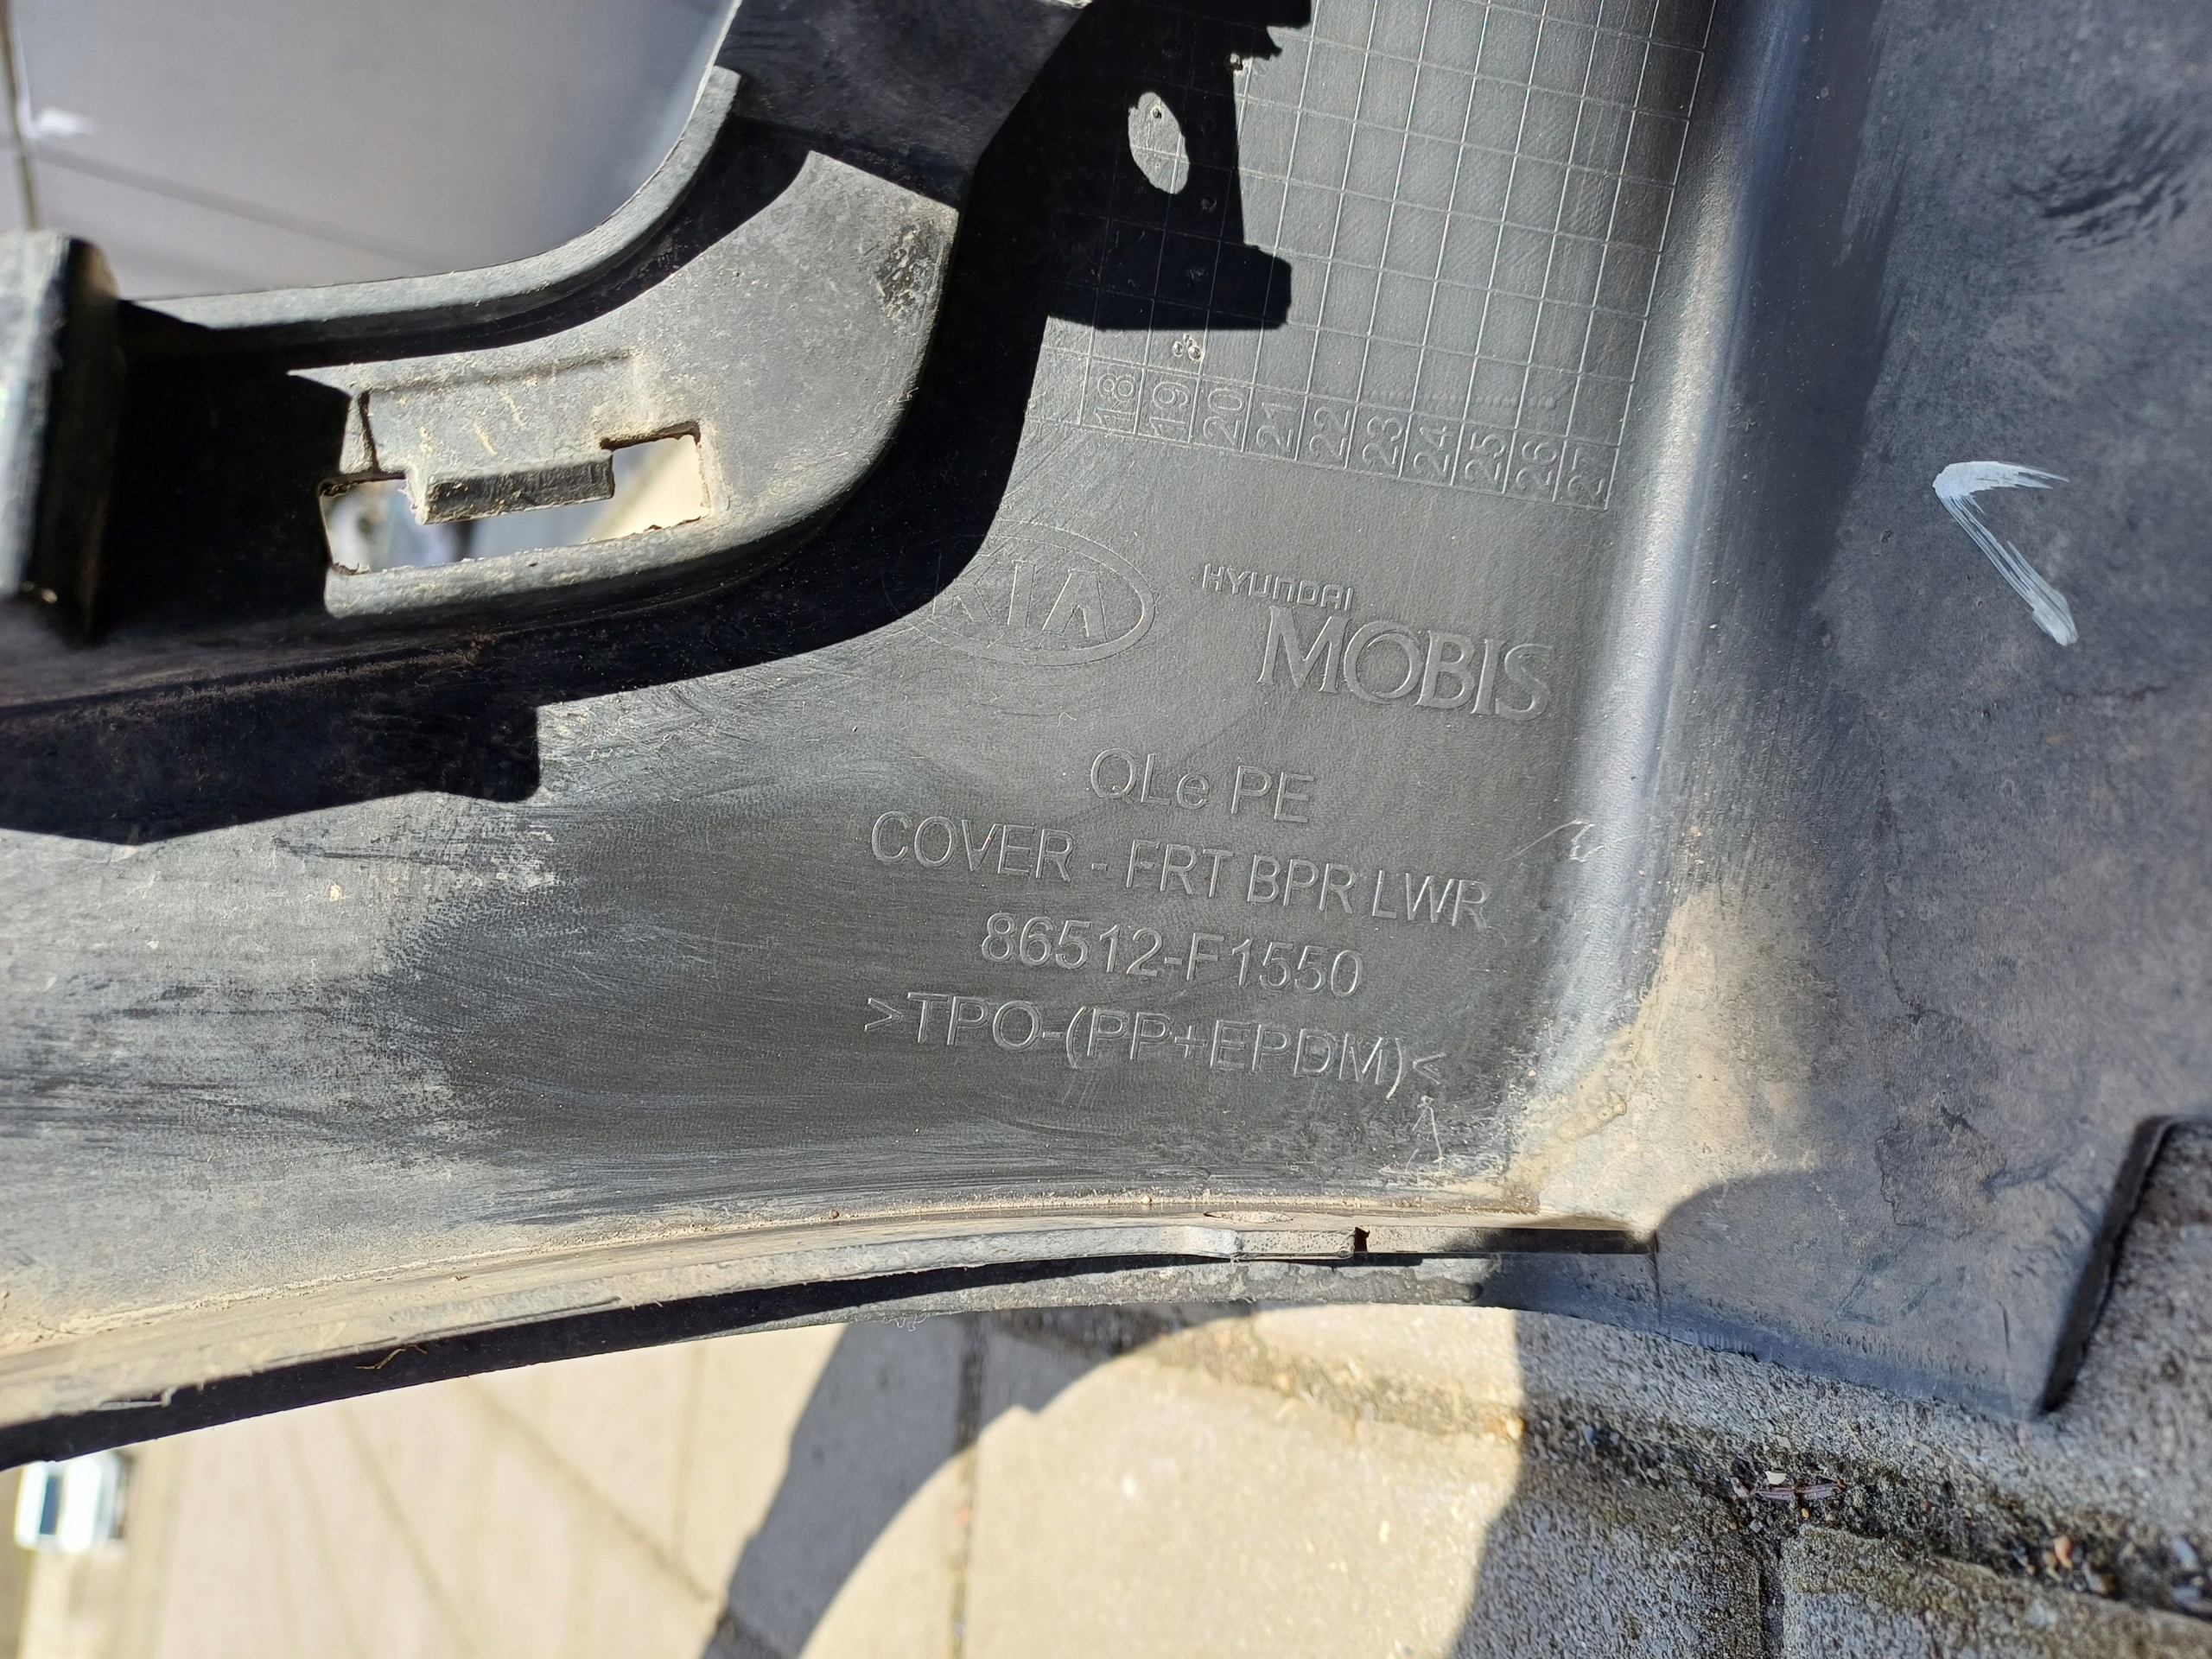 18
19
20
21
22
23
24
25
26
27
KIA
HYUNDAI
MOBIS
QLe PE
COVER - FRT BPR LWR
86512-F1550
>TPO-(PP+EPDM)<